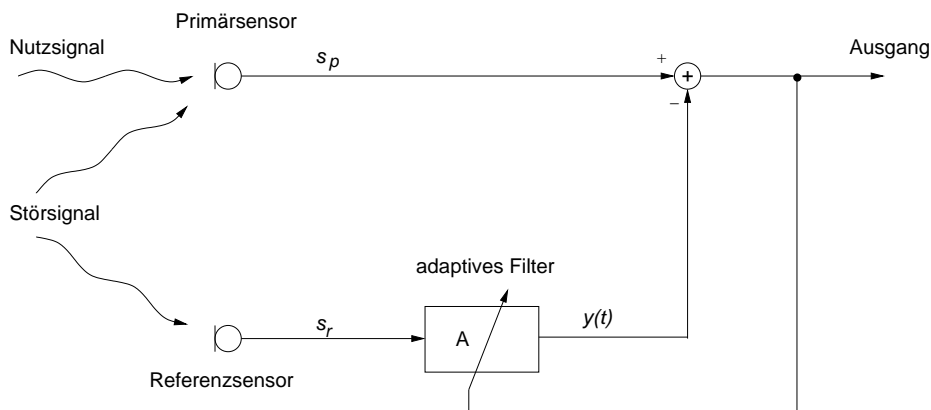 Primärsensor
Nutzsignal
s_p
+
Ausgang
+
−
Störsignal
adaptives Filter
s_r
A
y(t)
Referenzsensor